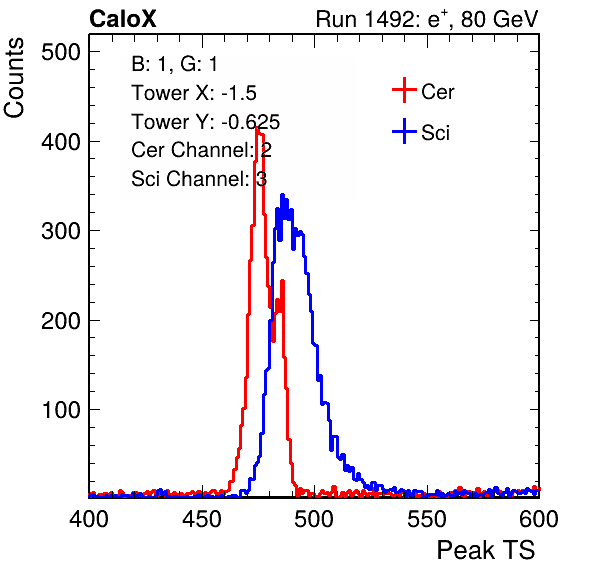 CaloX
Run 1492: e+, 80 GeV
Counts
500
400
300
200
100
B: 1, G: 1
Tower X: -1.5
Tower Y: -0.625
Cer Channel: 2
Sci Channel: 3
Cer
Sci
400
450
500
550
600
Peak TS